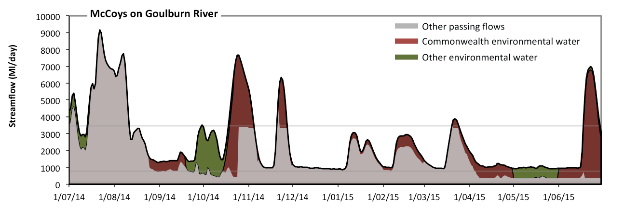 McCoys on Goulburn River
Streamflow (Ml/day)
10000
9000
8000
7000
6000
5000
4000
3000
2000
1000
0
Other passing flows
Commonwealth environmental water
Other environmental water
1/07/14 1/08/14 1/09/14 1/10/14 1/11/14 1/12/14 1/01/15 1/02/15 1/03/15 1/04/15 1/05/15 1/06/15